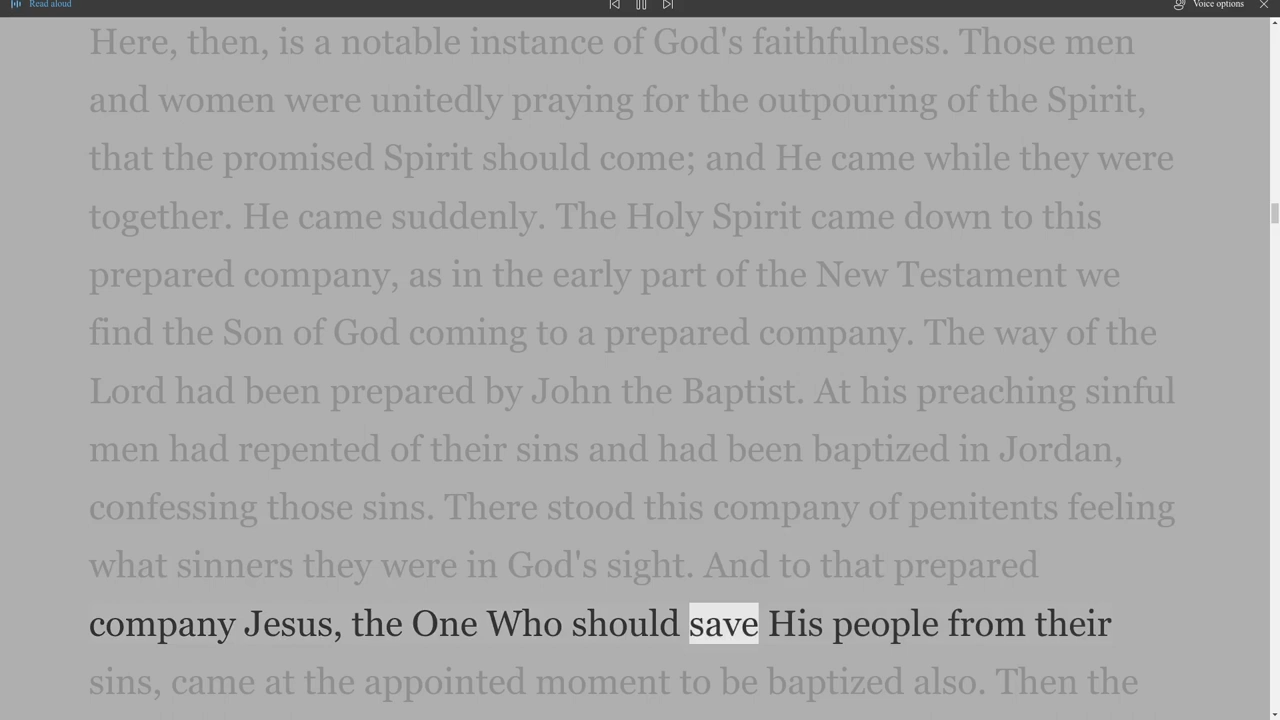 Read aloud
Voice options
Here, then, is a notable instance of God's faithfulness. Those men
and women were unitedly praying for the outpouring of the Spirit,
that the promised Spirit should come; and He came while they were
together. He came suddenly. The Holy Spirit came down to this
prepared company, as in the early part of the New Testament we
find the Son of God coming to a prepared company. The way of the
Lord had been prepared by John the Baptist. At his preaching sinful
men had repented of their sins and had been baptized in Jordan,
confessing those sins. There stood this company of penitents feeling
what sinners they were in God's sight. And to that prepared
company Jesus, the One Who should save His people from their
sins, came at the appointed moment to be baptized also. Then the